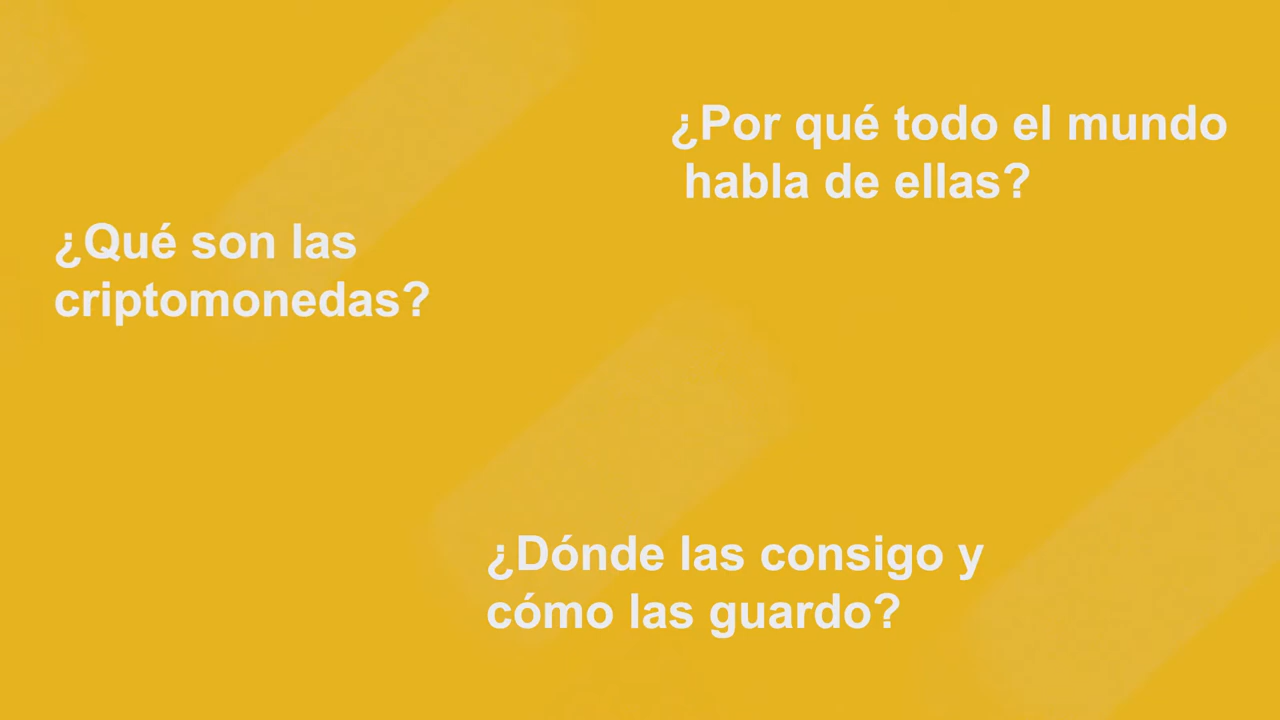 ¿Qué son las
criptomonedas?
¿Por qué todo el mundo
habla de ellas?
¿Dónde las consigo y
cómo las guardo?